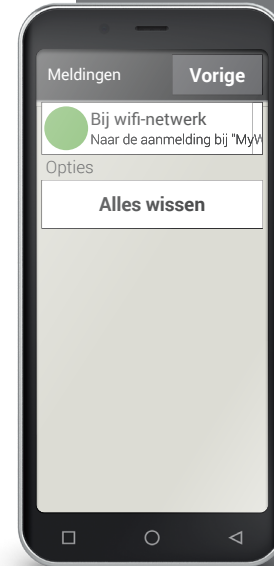 Meldingen
Vorige
Bij wifi-netwerk
Naar de aanmelding bij "MyW
Opties
Alles wissen